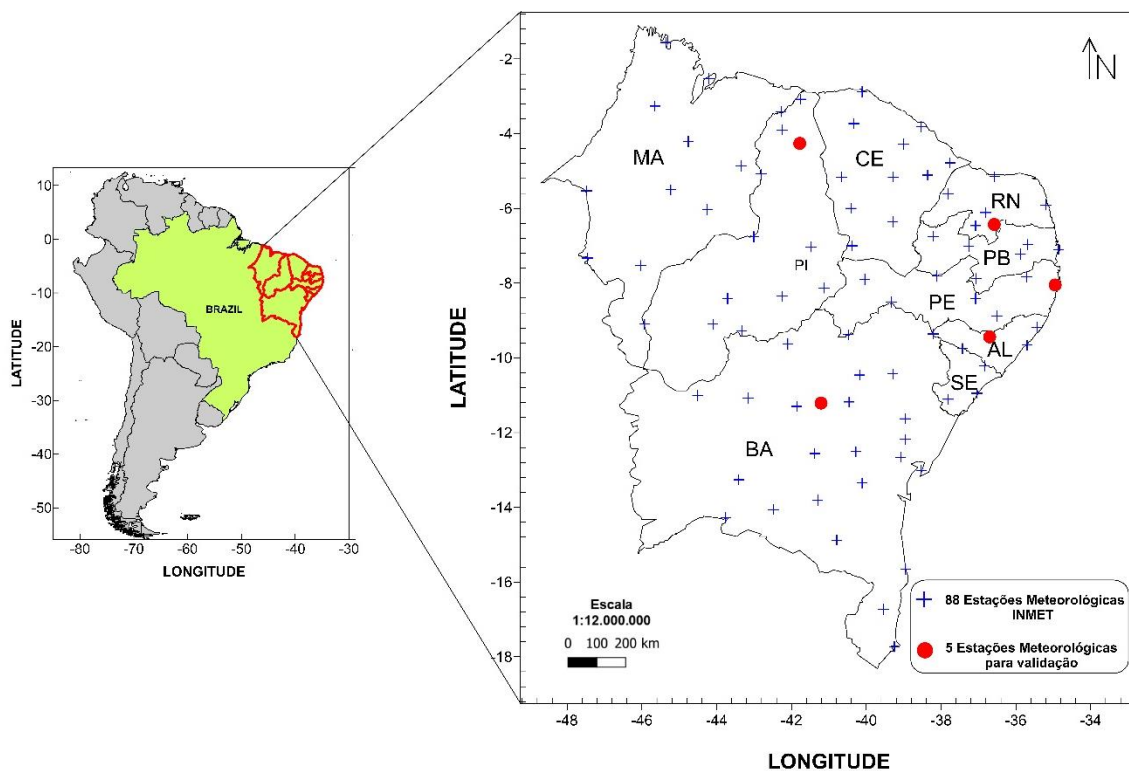 10
0
-10
-20
-30
-40
-50
LATITUDE
BRAZIL
-80
-70
-60
-50
-40
-30
LONGITUDE
-2
-4
-6
-8
-10
-12
-14
-16
-18
LATITUDE
N
MA
CE
RN
PI
PB
PE
AL
SE
BA
Escala
1:12.000.000
0 100 200 km
88 Estações Meteorológicas
INMET
5 Estações Meteorológicas
para validação
-48
-46
-44
-42
-40
-38
-36
-34
LONGITUDE